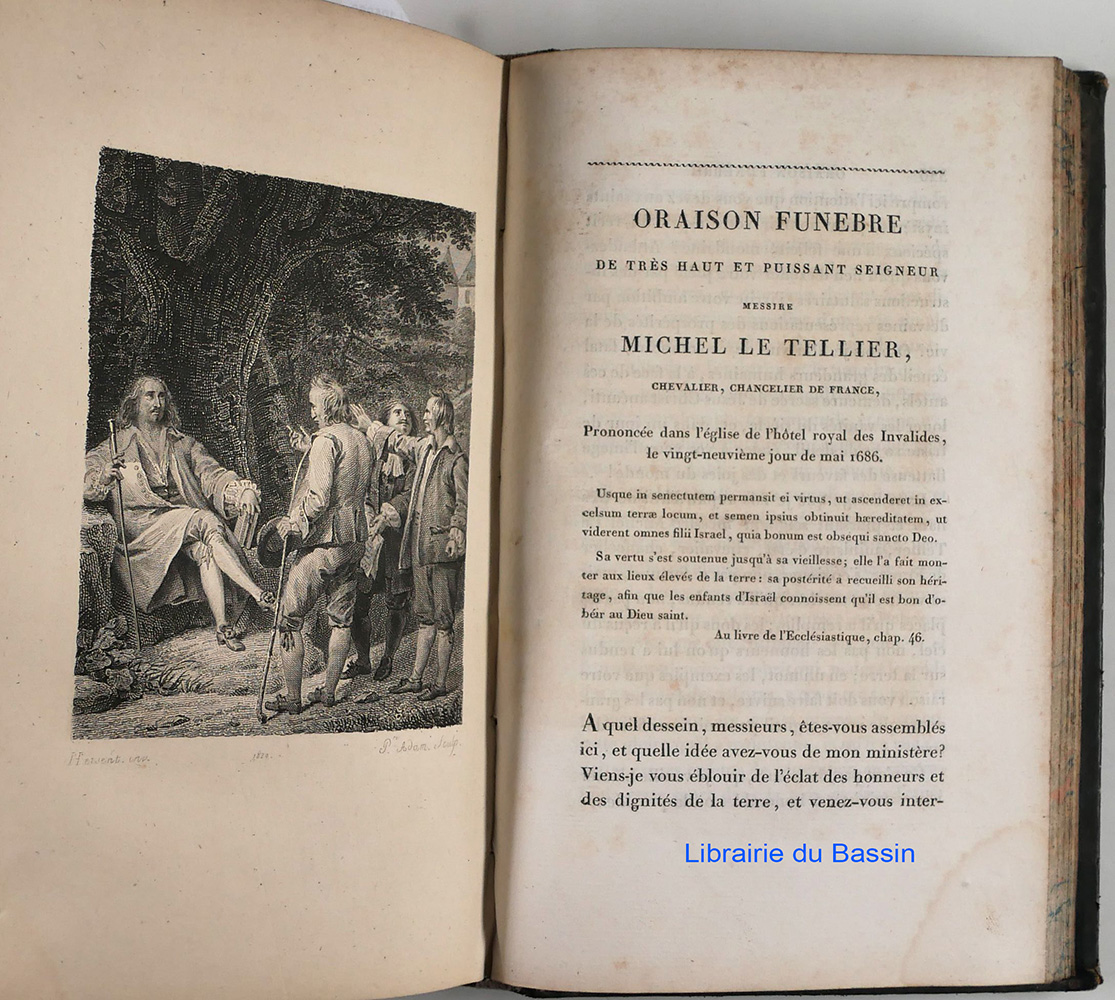 1828.
P. Adam. Sculp.
ORAISON FUNEBRE
DE TRÈS HAUT ET PUISSANT SEIGNEUR
MESSIRE
MICHEL LE TELLIER,
CHEVALIER, CHANCELIER DE FRANCE,
Prononcée dans l'église de l'hôtel royal des Invalides,
le vingt-neuvième jour de mai 1686.
Usque in senectutem permansit ei virtus, ut ascenderet in ex-
celsum terræ locum, et semen ipsius obtinuit hæreditatem, ut
viderent omnes filii Israel, quia bonum est obsequi sancto Deo.
Sa vertu s'est soutenue jusqu'à sa vieillesse; elle l'a fait mon-
ter aux lieux élevés de la terre: sa postérité a recueilli son héri-
tage, afin que les enfants d'Israël connoissent qu'il est bon d'o-
béir au Dieu saint.
Au livre de l'Ecclésiastique, chap. 46.
A quel dessein, messieurs, êtes-vous assemblés
ici, et quelle idée avez-vous de mon ministère?
Viens-je vous éblouir de l'éclat des honneurs et
des dignités de la terre, et venez-vous inter-
Librairie du Bassin